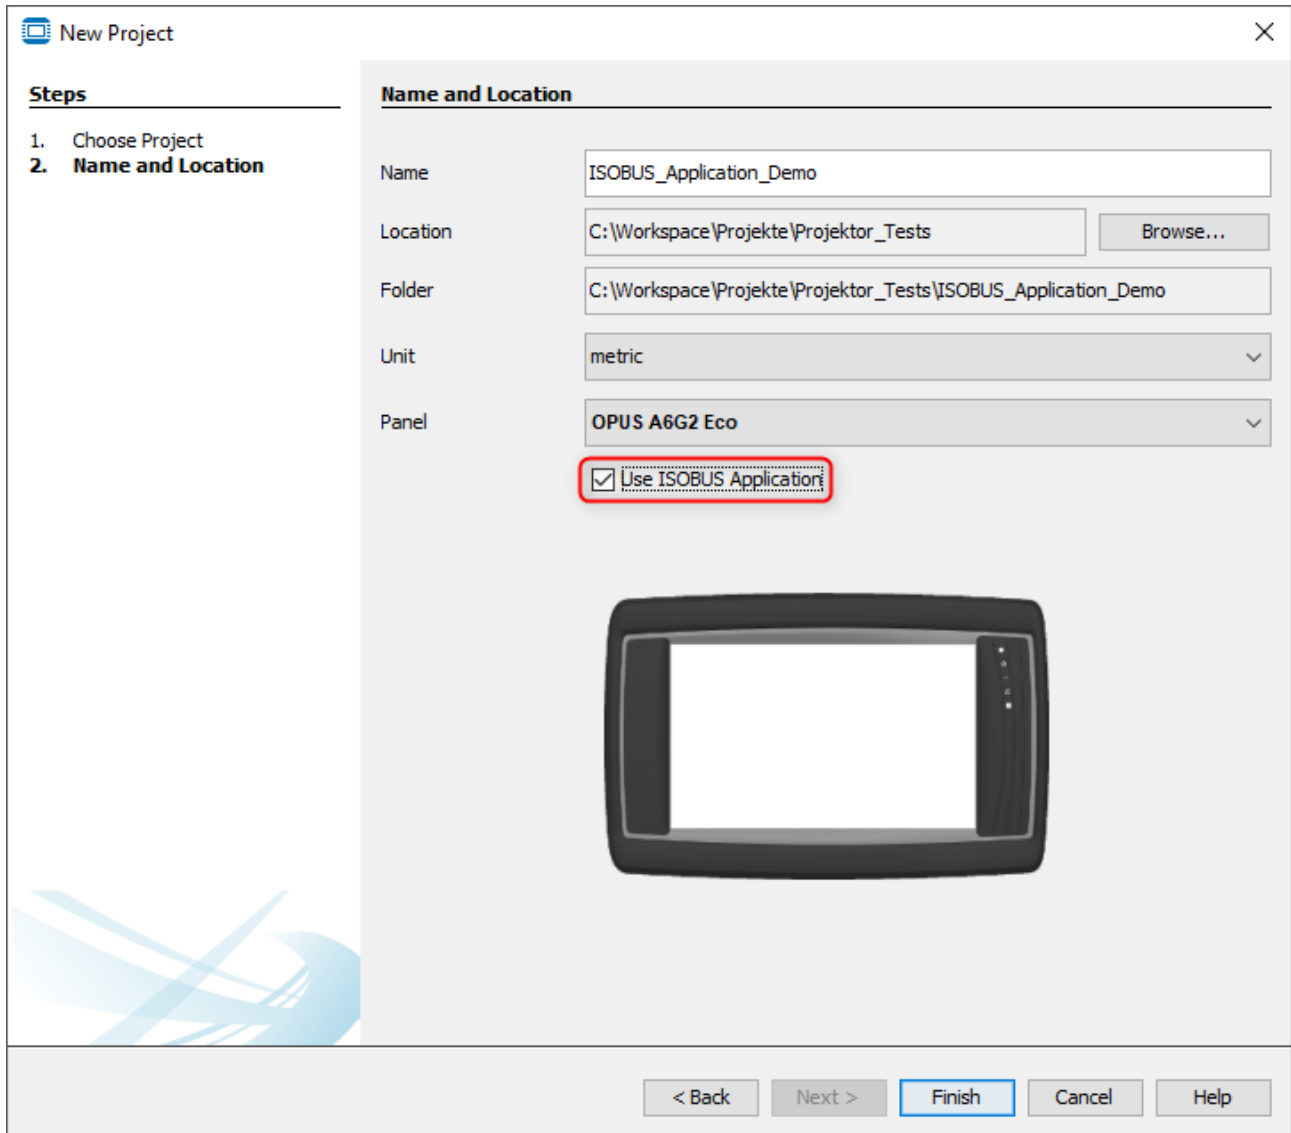 New Project
Steps
1. Choose Project
2. Name and Location
Name and Location
Name ISOBUS_Application_Demo
Location C:\Workspace\Projekte\Projektor_Tests Browse...
Folder C:\Workspace\Projekte\Projektor_Tests\ISOBUS_Application_Demo
Unit metric
Panel OPUS A6G2 Eco
Use ISOBUS Application
< Back Next > Finish Cancel Help